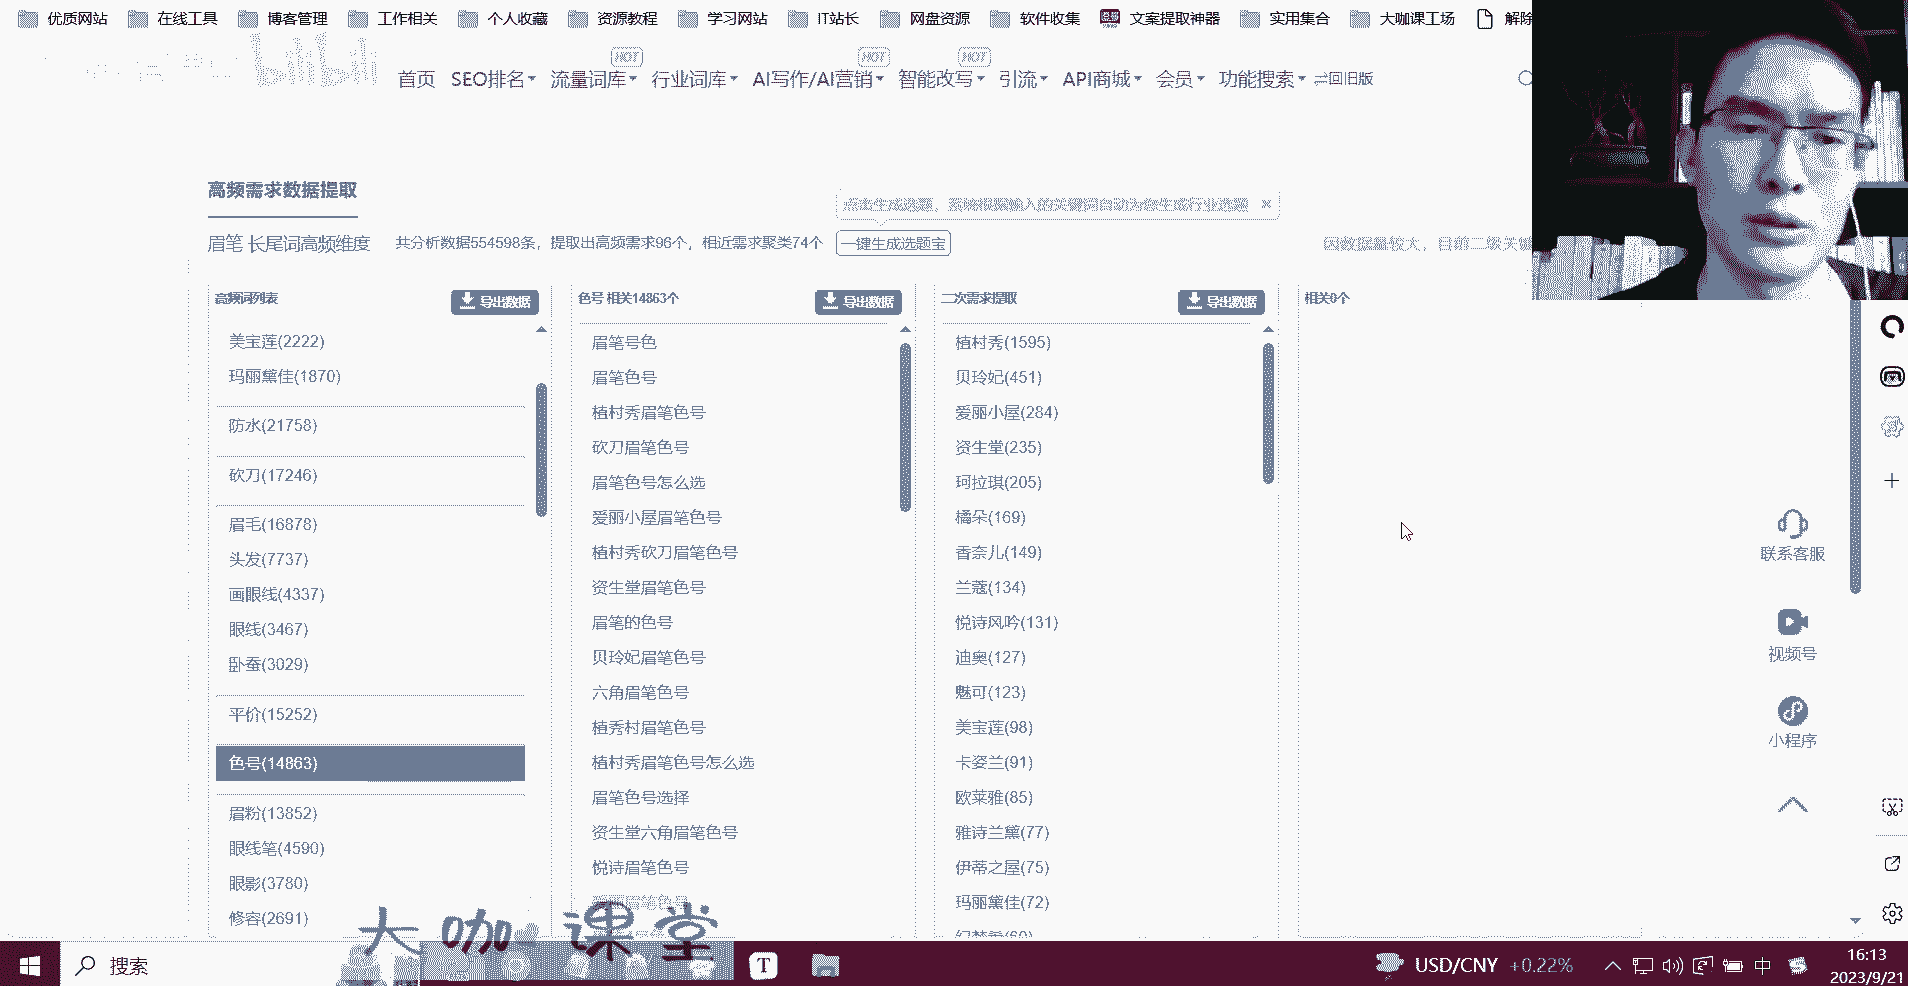 优质网站 在线工具 博客管理 工作相关 个人收藏 资源教程 学习网站 IT站长 网盘资源 软件收集 文案提取神器 实用集合 大咖课工场 解除
bilibili
HOT HOT HOT
首页 SEO排名 流量词库 行业词库 AI写作/AI营销 智能改写 引流 API商城 会员 功能搜索 回旧版
高频需求数据提取
点击生成选题，系统根据输入的关键词自动为你生成行业选题 ×
眉笔 长尾词高频维度 共分析数据554598条，提取出高频需求96个，相近需求聚类74个 一键生成选题宝 因数据量较大，目前二级关键
高频词列表 导出数据
美宝莲(2222)
玛丽黛佳(1870)
防水(21758)
砍刀(17246)
眉毛(16878)
头发(7737)
画眼线(4337)
眼线(3467)
卧蚕(3029)
平价(15252)
色号(14863)
眉粉(13852)
眼线笔(4590)
眼影(3780)
修容(2691)
色号 相关14863个 导出数据
眉笔号色
眉笔色号
植村秀眉笔色号
砍刀眉笔色号
眉笔色号怎么选
爱丽小屋眉笔色号
植村秀砍刀眉笔色号
资生堂眉笔色号
眉笔的色号
贝玲妃眉笔色号
六角眉笔色号
植秀村眉笔色号
植村秀眉笔色号怎么选
眉笔色号选择
资生堂六角眉笔色号
悦诗眉笔色号
二次需求提取 导出数据
植村秀(1595)
贝玲妃(451)
爱丽小屋(284)
资生堂(235)
珂拉琪(205)
橘朵(169)
香奈儿(149)
兰蔻(134)
悦诗风吟(131)
迪奥(127)
魅可(123)
美宝莲(98)
卡姿兰(91)
欧莱雅(85)
雅诗兰黛(77)
伊蒂之屋(75)
玛丽黛佳(72)
相关0个
联系客服
视频号
小程序
大咖课堂
搜索
T
USD/CNY +0.22%
中
16:13
2023/9/21